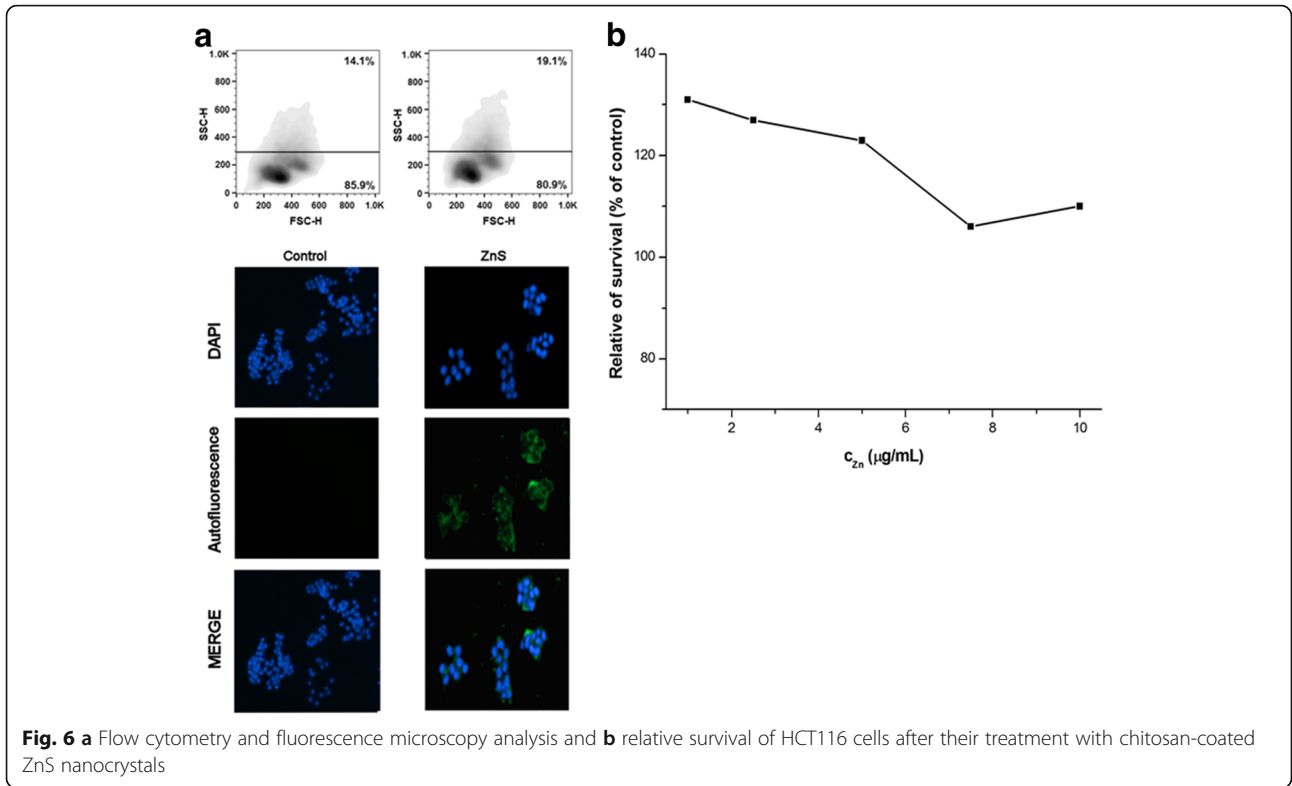 a
1.0K
14.1%
800
600
SSC-H
400
200
85.9%
0
0 200 400 600 800 1.0K
FSC-H
1.0K
19.1%
800
600
SSC-H
400
200
80.9%
0
0 200 400 600 800 1.0K
FSC-H
Control
ZnS
DAPI
Autofluorescence
MERGE
b
140
120
100
80
Relative of survival (% of control)
2 4 6 8 10
cZn (μg/mL)
Fig. 6 a Flow cytometry and fluorescence microscopy analysis and b relative survival of HCT116 cells after their treatment with chitosan-coated
ZnS nanocrystals